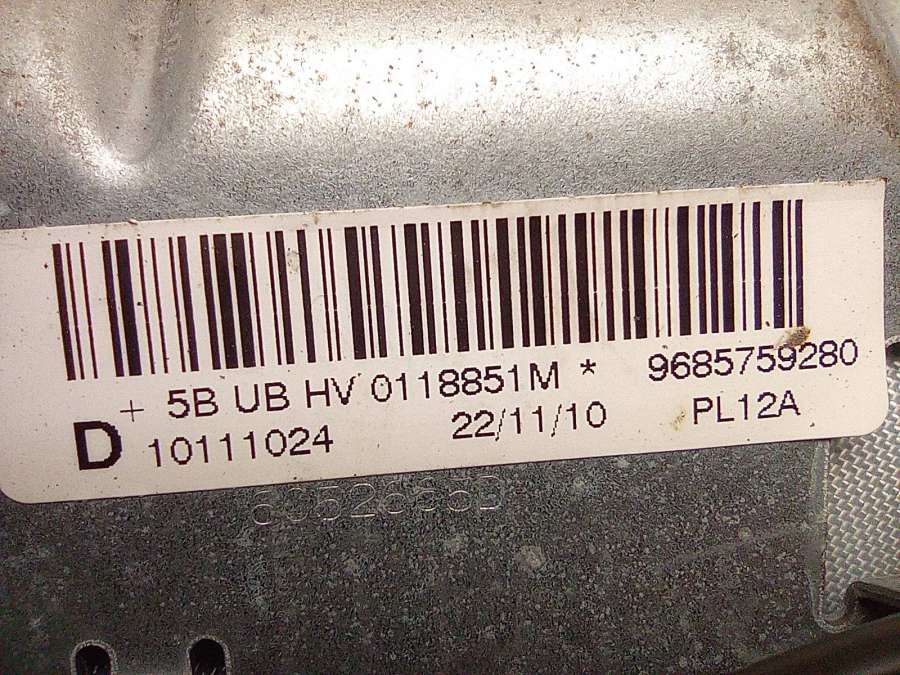 + 5B UB HV 0118851M * 9685759280
D 10111024 22/11/10 PL12A